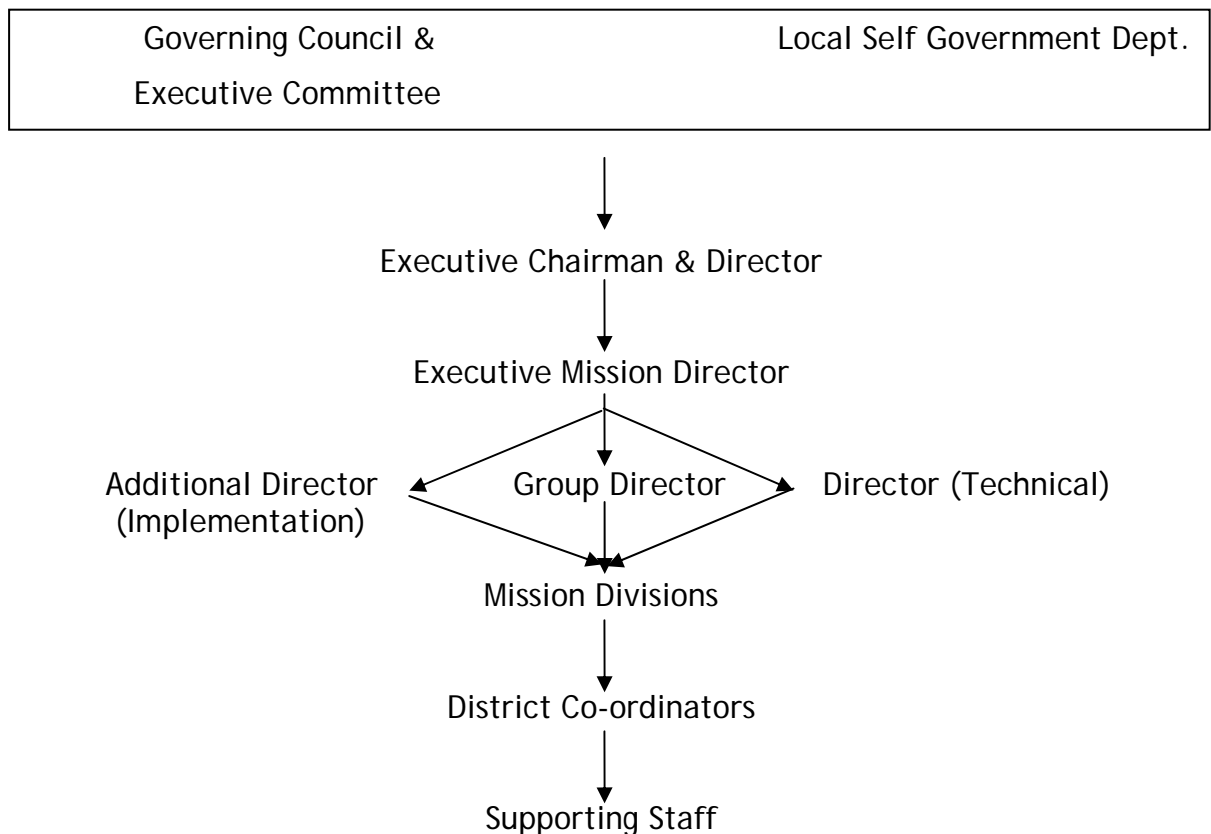 Governing Council & Local Self Government Dept.
Executive Committee
Executive Chairman & Director
Executive Mission Director
Additional Director Group Director Director (Technical)
(Implementation)
Mission Divisions
District Co-ordinators
Supporting Staff